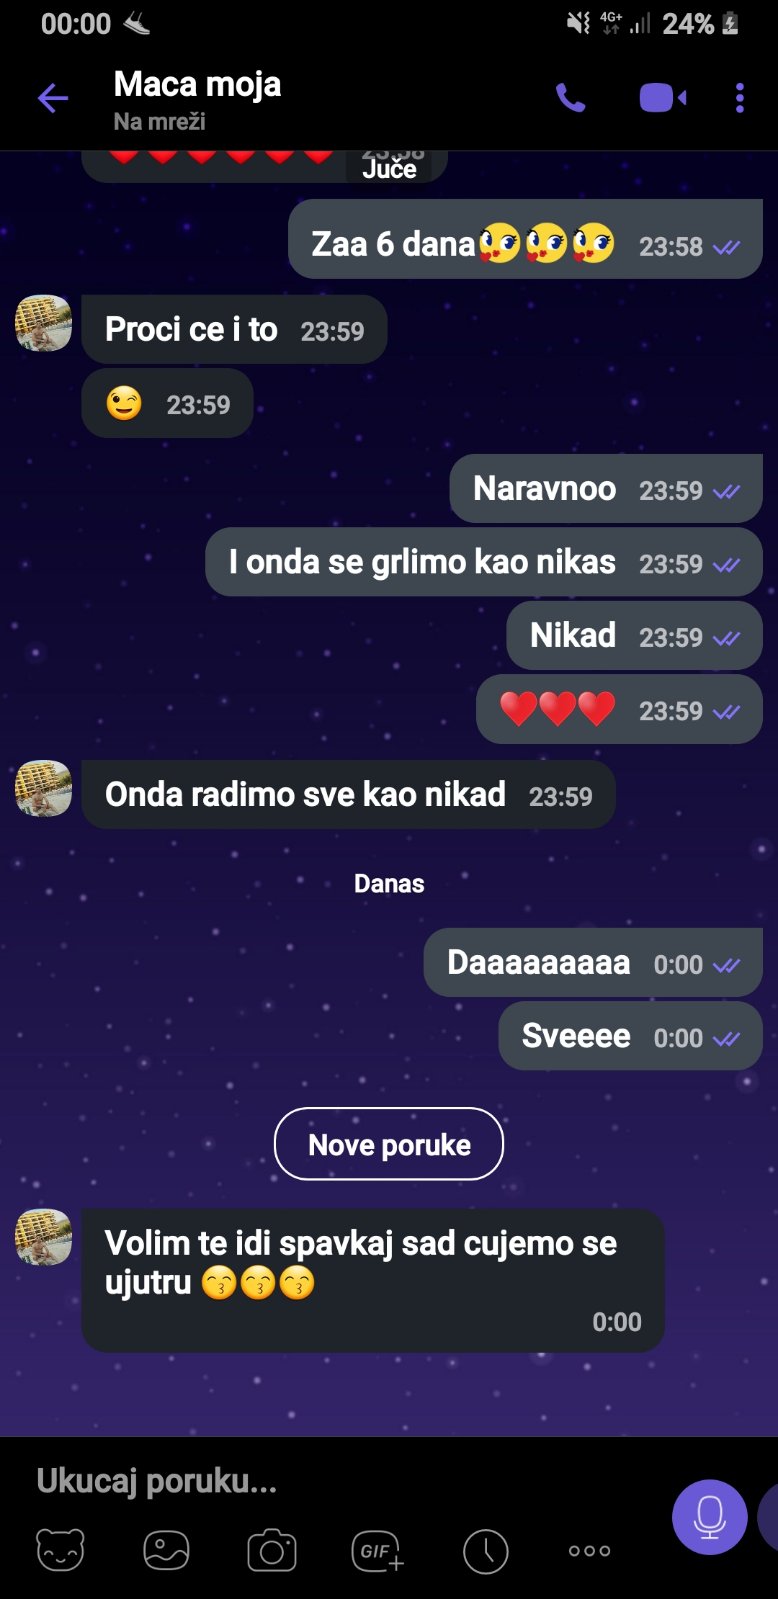 00:00 4G+ 24%
Maca moja
Na mreži
23:58
Juče
Zaa 6 dana 23:58
Proci ce i to 23:59
😉 23:59
Naravnoo 23:59
I onda se grlimo kao nikas 23:59
Nikad 23:59
❤️❤️❤️ 23:59
Onda radimo sve kao nikad 23:59
Danas
Daaaaaaaaa 0:00
Sveeee 0:00
Nove poruke
Volim te idi spavkaj sad cujemo se
ujutru 😙😙😙
0:00
Ukucaj poruku...
GIF